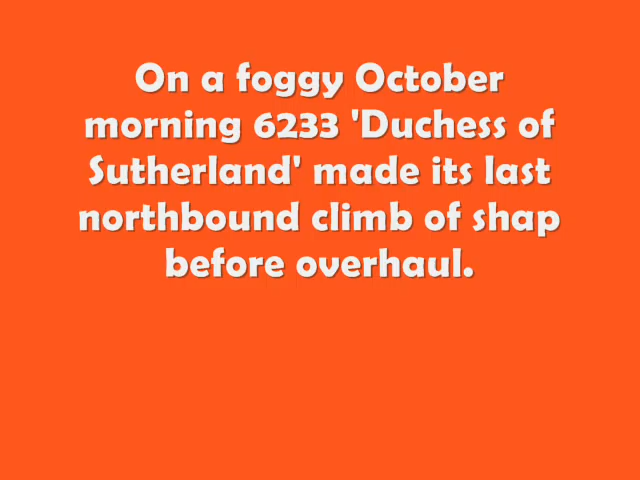 On a foggy October
morning 6233 'Duchess of
Sutherland' made its last
northbound climb of shap
before overhaul.